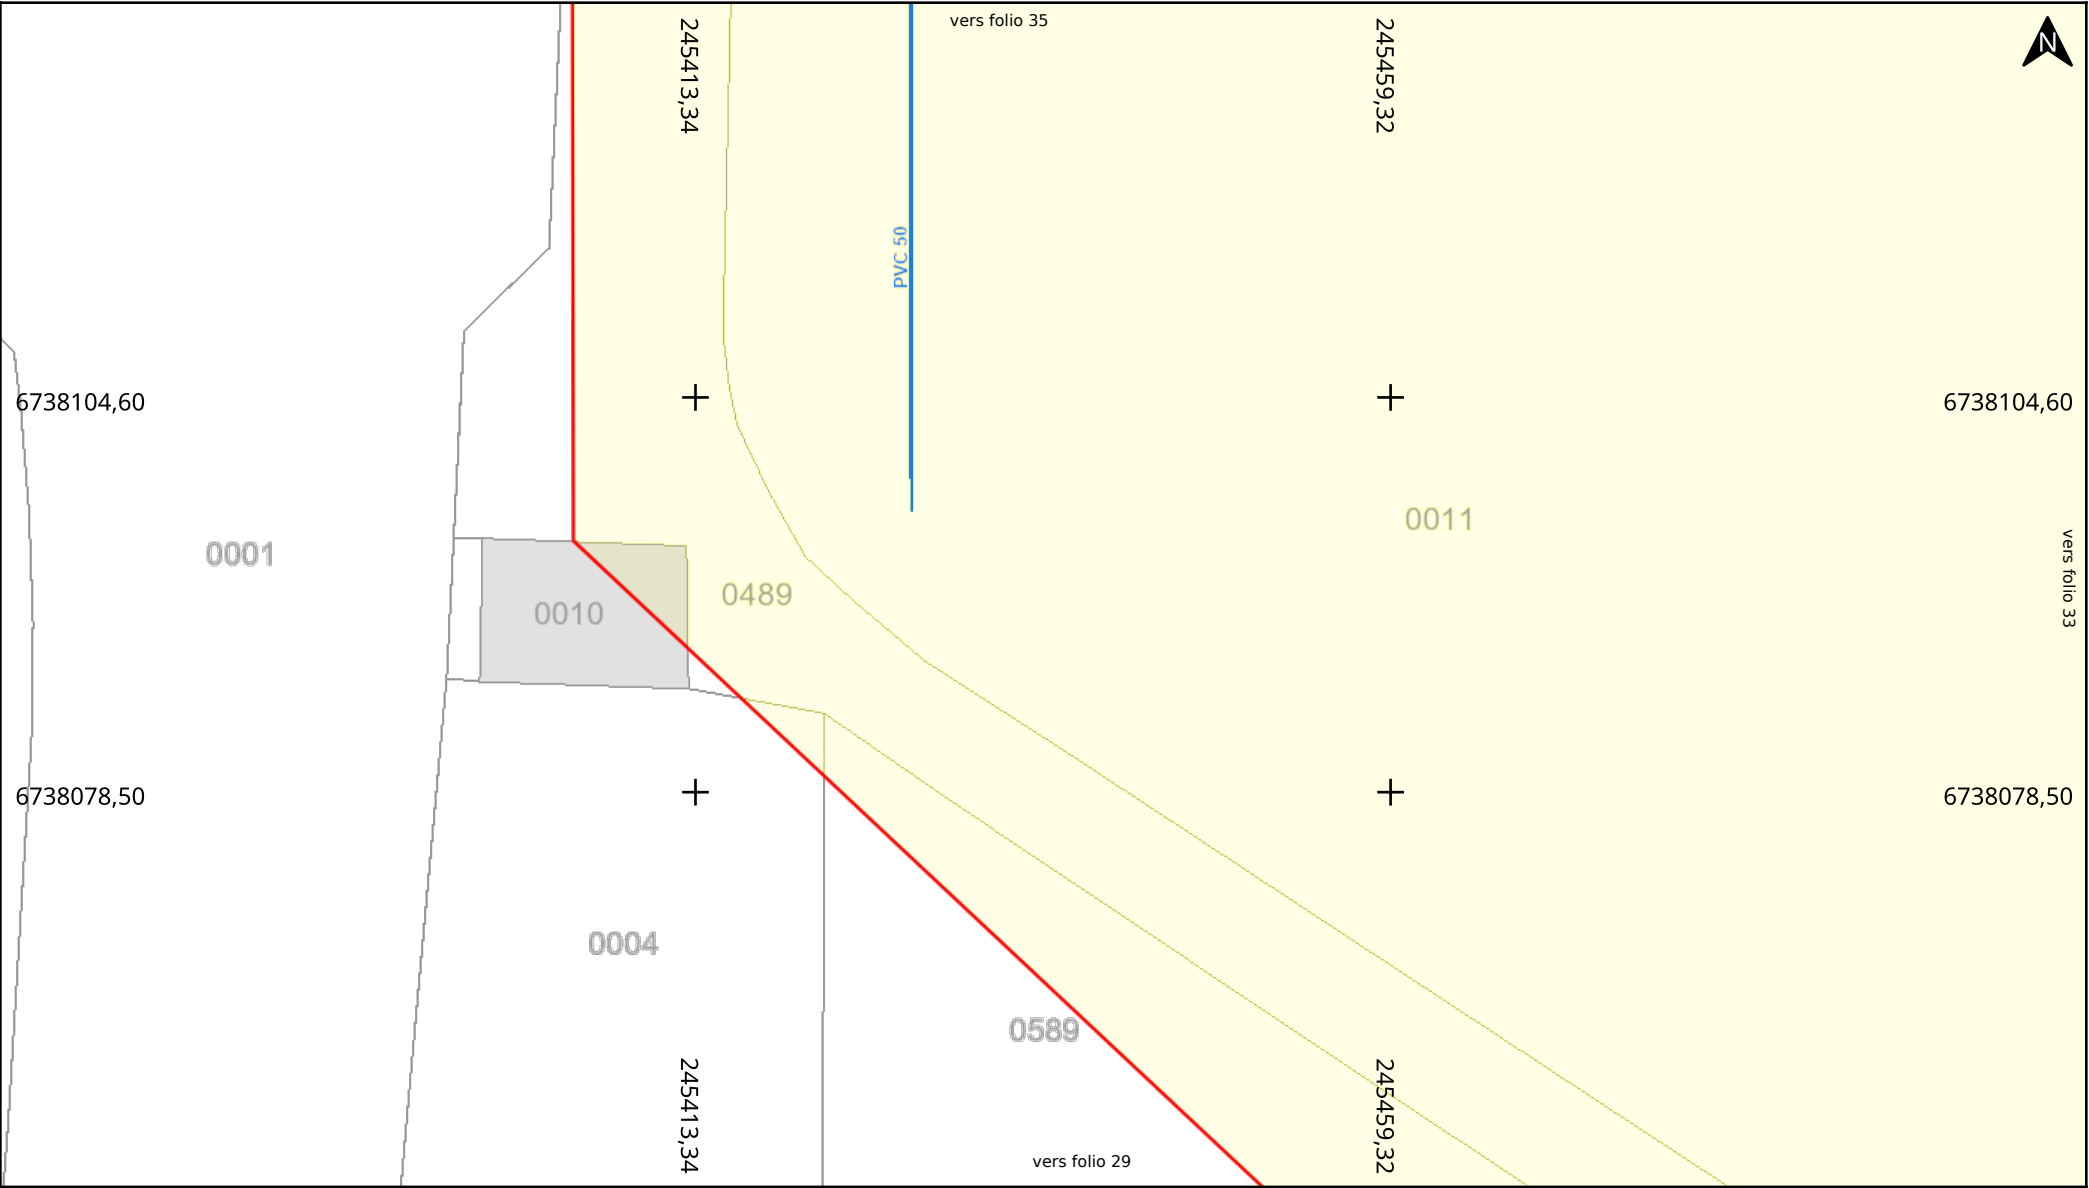 vers folio 35
N
245413,34
245459,32
PVC 50
6738104,60
6738104,60
0011
0001
vers folio 33
0489
0010
6738078,50
6738078,50
0004
0589
245413,34
245459,32
vers folio 29